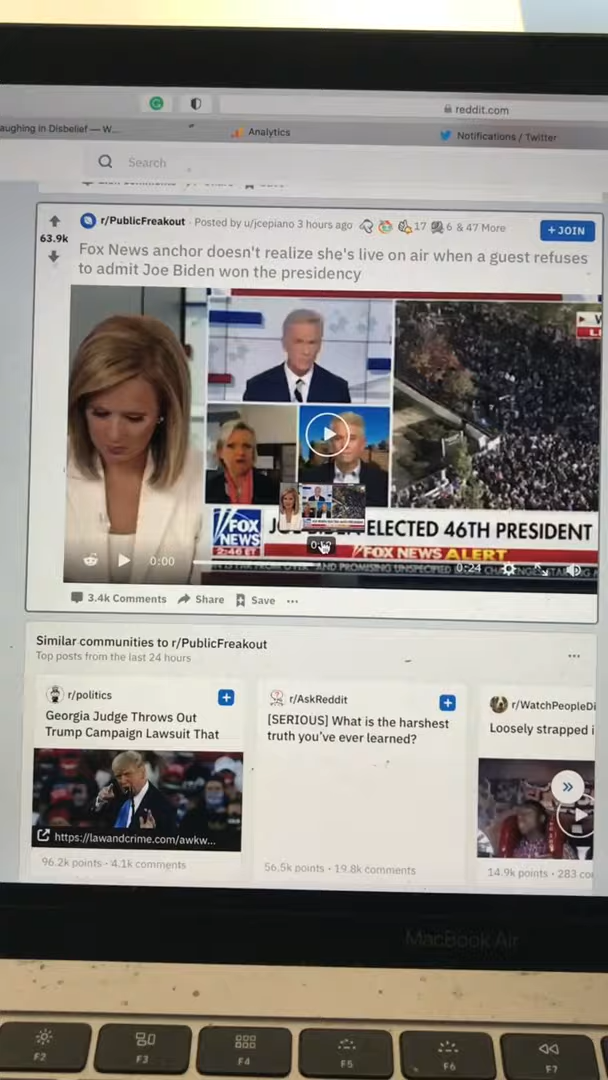 reddit.com
aughing in Disbelief — W...
Analytics
Notifications / Twitter
Search
r/PublicFreakout · Posted by u/jcepiano 3 hours ago 17 6 & 47 More
+ JOIN
63.9k
Fox News anchor doesn't realize she's live on air when a guest refuses
to admit Joe Biden won the presidency
FOX
NEWS
ELECTED 46TH PRESIDENT
2:46 ET
FOX NEWS ALERT
0:00
0:24
AND PROMISING UNSPECIFIED
3.4k Comments Share Save ...
Similar communities to r/PublicFreakout
Top posts from the last 24 hours
...
r/politics
Georgia Judge Throws Out
Trump Campaign Lawsuit That
https://lawandcrime.com/awkw...
96.2k points · 4.1k comments
r/AskReddit
[SERIOUS] What is the harshest
truth you've ever learned?
56.5k points · 19.8k comments
r/WatchPeopleDi
Loosely strapped i
14.9k points · 283 co
MacBook Air
F2
F3
F4
F5
F6
F7